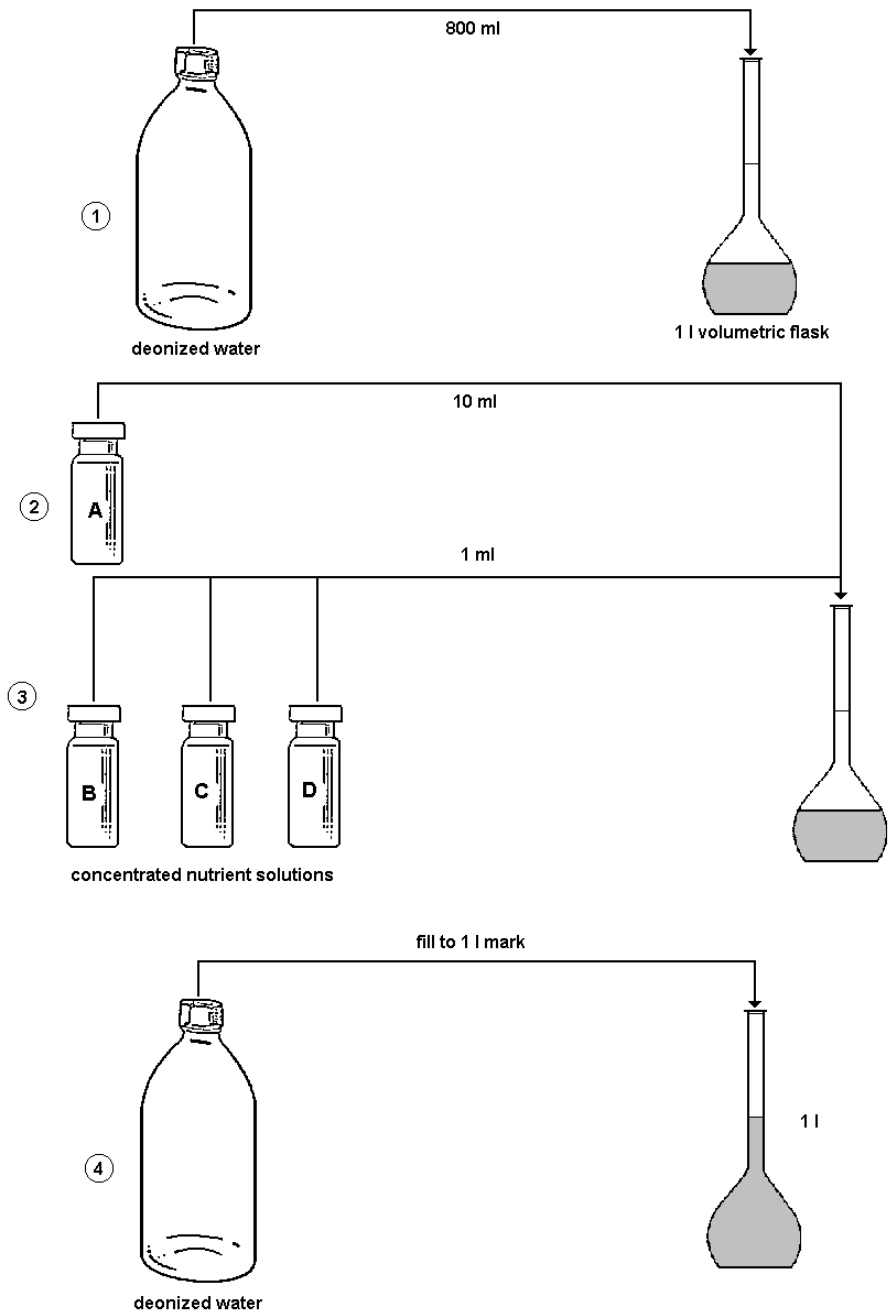 800 ml
1
deonized water
1 l volumetric flask
10 ml
2
A
1 ml
3
B
C
D
concentrated nutrient solutions
fill to 1 l mark
1 l
4
deonized water